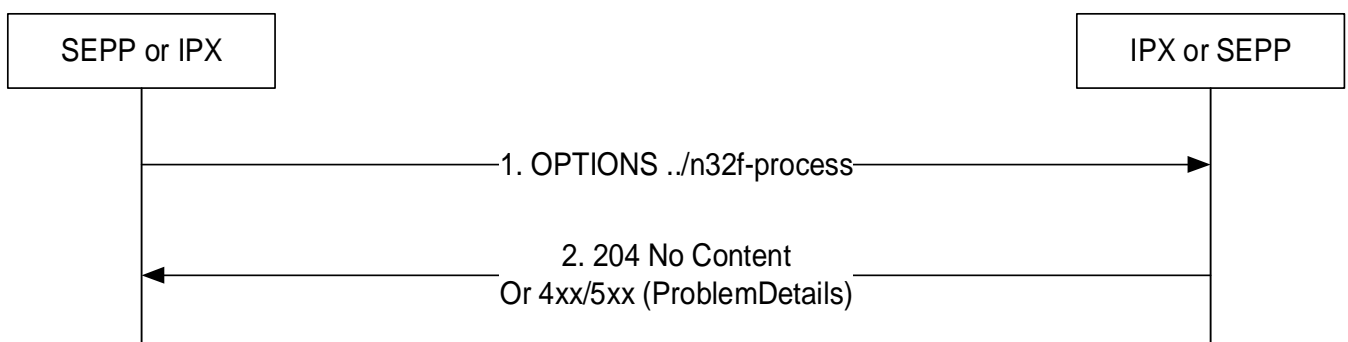 SEPP or IPX
IPX or SEPP
1. OPTIONS ../n32f-process
2. 204 No Content
Or 4xx/5xx (ProblemDetails)